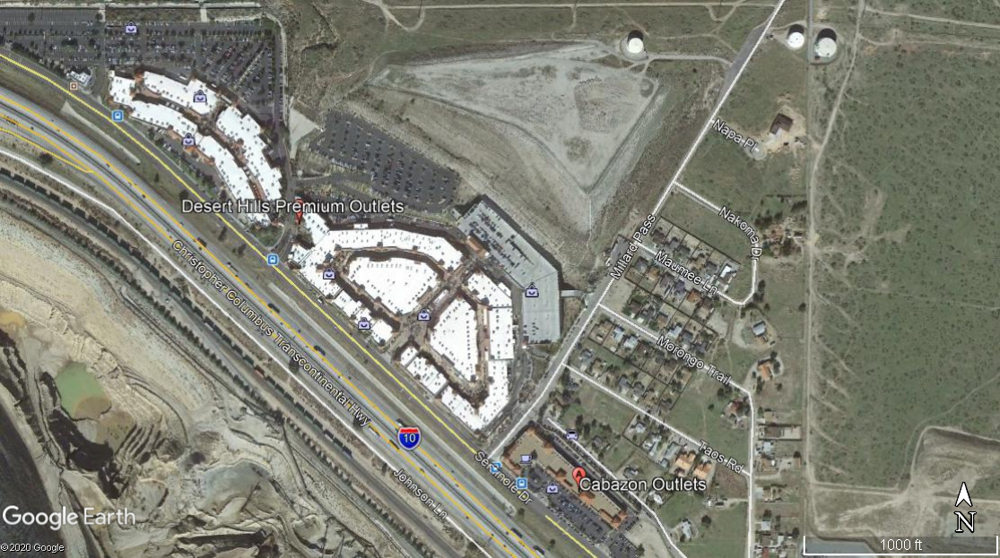 Napa Pl
Desert Hills Premium Outlets
Nakoma Dr
Millard Pass
Maumee Ln
Christopher Columbus Transcontinental Hwy
Morongo Trail
10
Taos Rd
Seminole Dr
Johnson Ln
A
Cabazon Outlets
Google Earth
N
©2020 Google
1000 ft